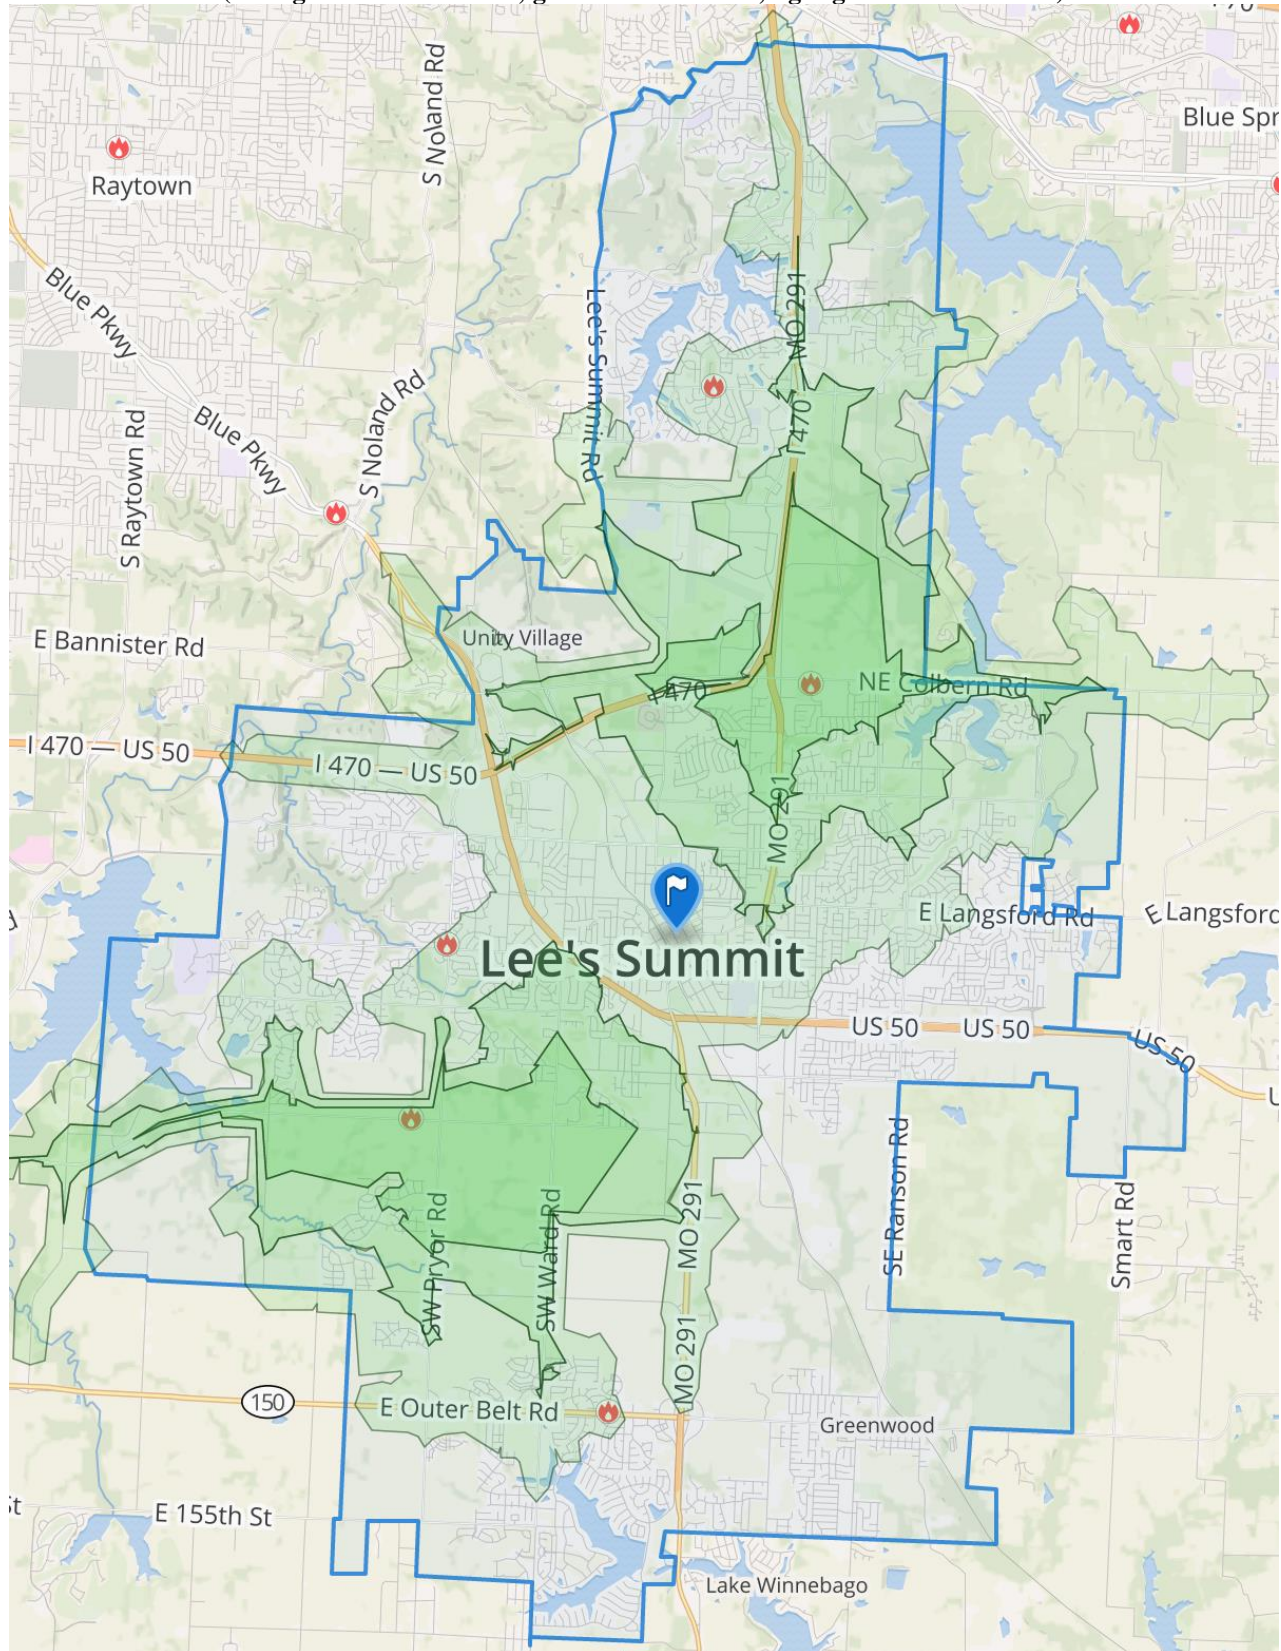 S Noland Rd
Blue Spr
Raytown
Blue Pkwy
Lee's Summit Rd
MO 291
S Noland Rd
Blue Pkwy
S Raytown Rd
I 470
E Bannister Rd
Unity Village
I 470
NE Colbern Rd
I 470 — US 50
I 470 — US 50
MO 291
E Langsford Rd
E Langsford
Lee's Summit
US 50
US 50
US 50
SE Ranson Rd
SW Pryor Rd
SW Ward Rd
MO 291
Smart Rd
MO 291
150
E Outer Belt Rd
Greenwood
St
E 155th St
Lake Winnebago